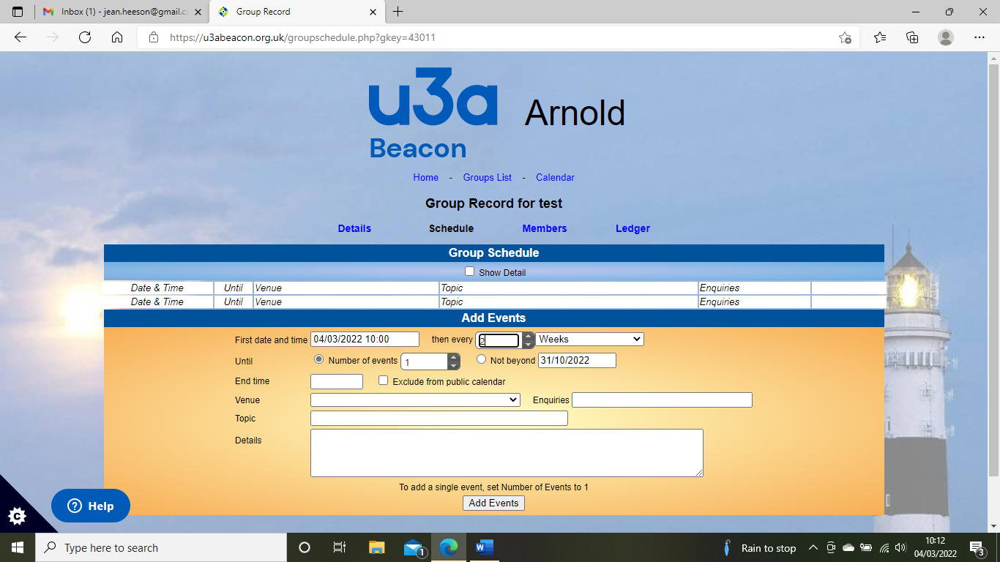 Inbox (1) - jean.heeson@gmail.c
Group Record
https://u3abeacon.org.uk/groupschedule.php?gkey=43011
u3a Arnold
Beacon
Home - Groups List - Calendar
Group Record for test
Details Schedule Members Ledger
Group Schedule
Show Detail
Date & Time Until Venue Topic Enquiries
Date & Time Until Venue Topic Enquiries
Add Events
First date and time 04/03/2022 10:00 then every 2 Weeks
Until Number of events 1 Not beyond 31/10/2022
End time Exclude from public calendar
Venue Enquiries
Topic
Details
To add a single event, set Number of Events to 1
Add Events
? Help
C
Type here to search
1
W
Rain to stop
10:12
04/03/2022
3